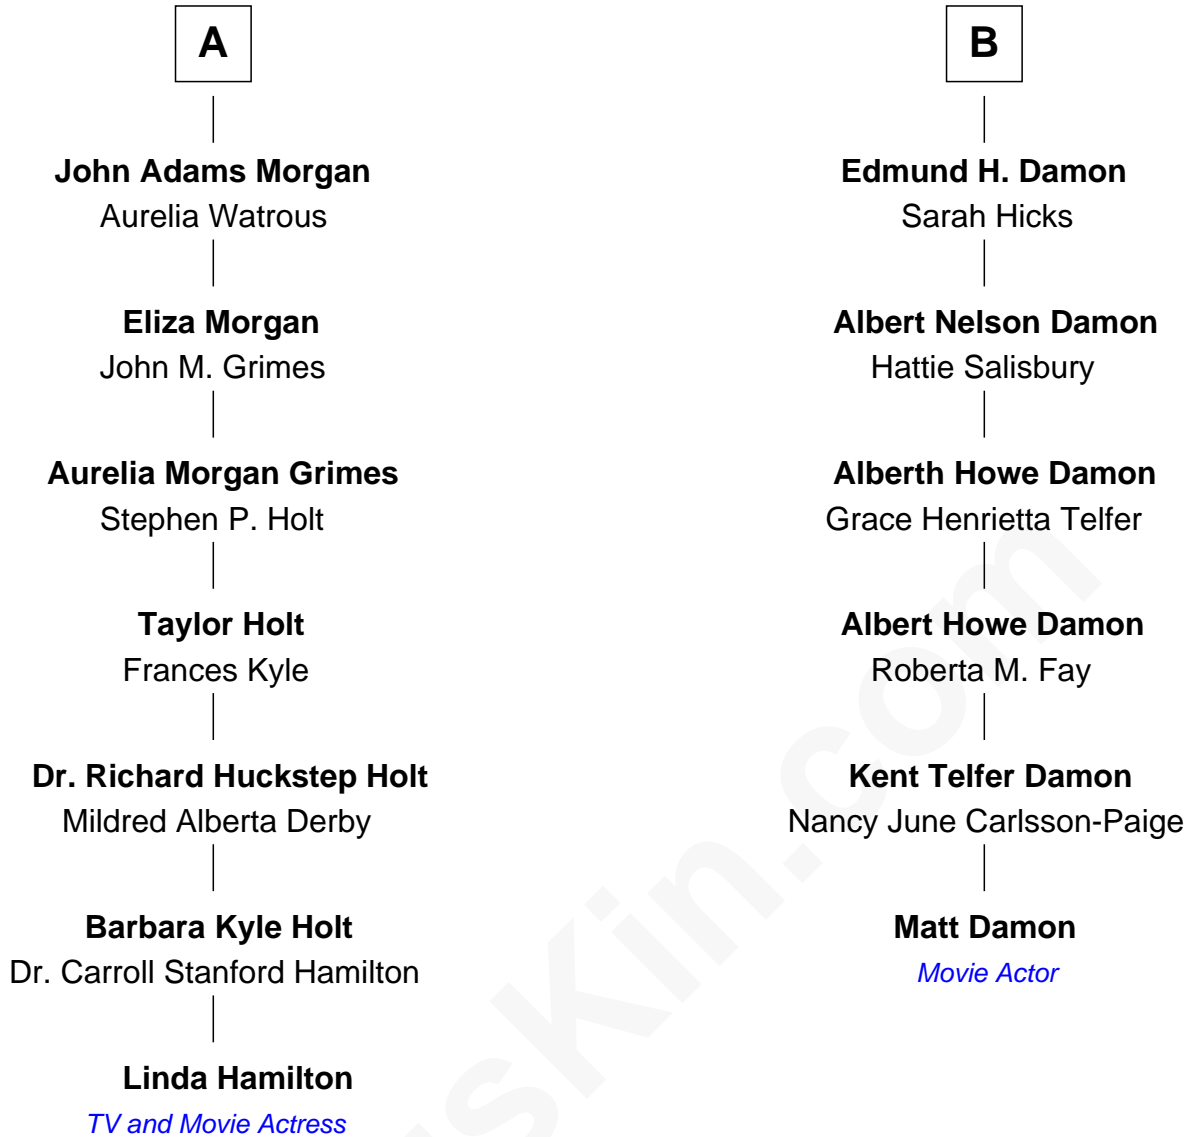 A
John Adams Morgan
Aurelia Watrous
Eliza Morgan
John M. Grimes
Aurelia Morgan Grimes
Stephen P. Holt
Taylor Holt
Frances Kyle
Dr. Richard Huckstep Holt
Mildred Alberta Derby
Barbara Kyle Holt
Dr. Carroll Stanford Hamilton
Linda Hamilton
TV and Movie Actress
B
Edmund H. Damon
Sarah Hicks
Albert Nelson Damon
Hattie Salisbury
Alberth Howe Damon
Grace Henrietta Telfer
Albert Howe Damon
Roberta M. Fay
Kent Telfer Damon
Nancy June Carlsson-Paige
Matt Damon
Movie Actor
sKin.com